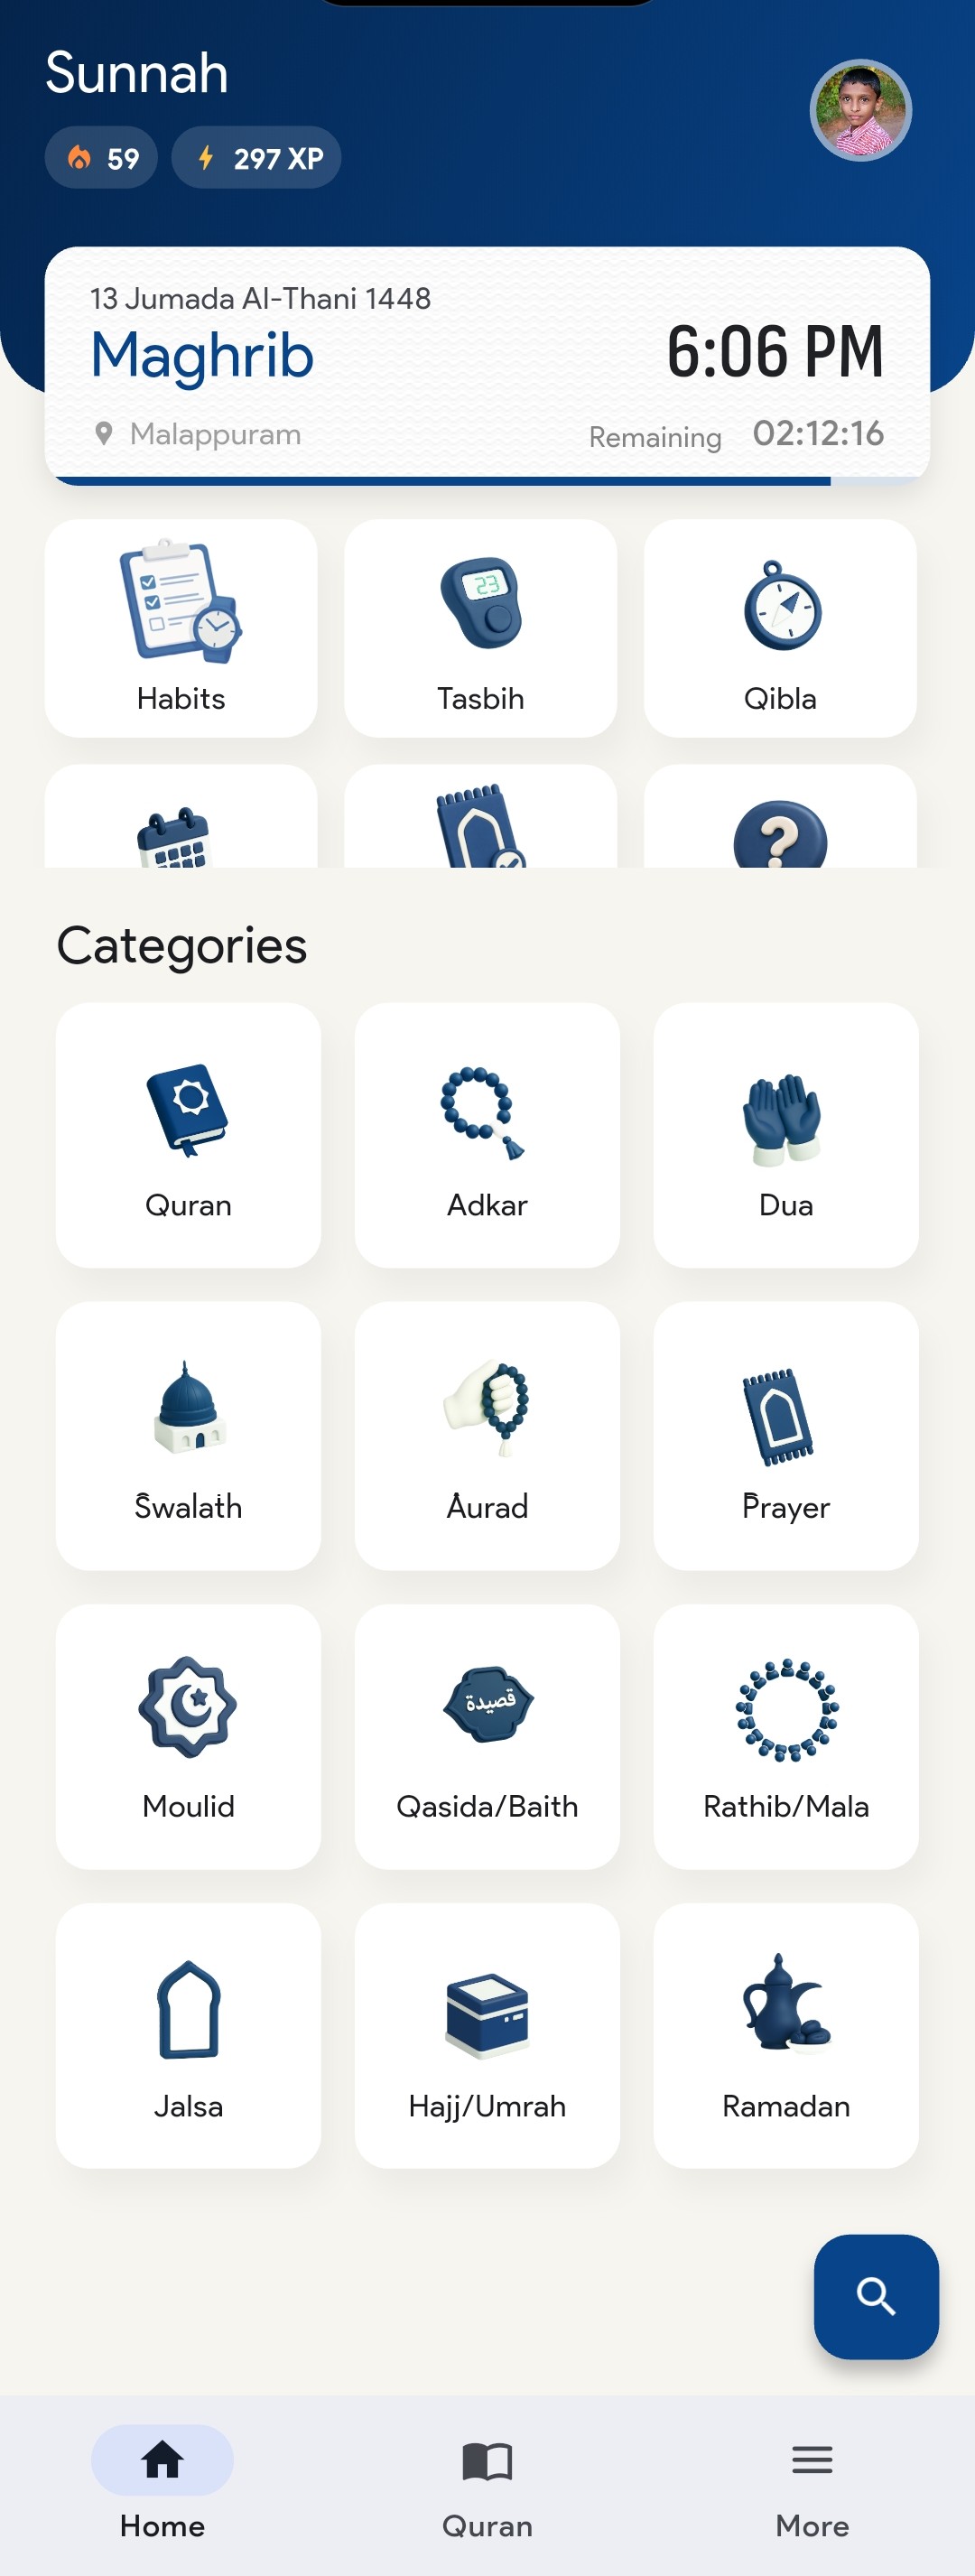 Sunnah
59
297 XP
13 Jumada Al-Thani 1448
Maghrib
6:06 PM
Malappuram
Remaining 02:12:16
23
Habits
Tasbih
Qibla
?
Categories
Quran
Adkar
Dua
Swalath
Aurad
Prayer
قصيدة
Moulid
Qasida/Baith
Rathib/Mala
Jalsa
Hajj/Umrah
Ramadan
Home
Quran
More